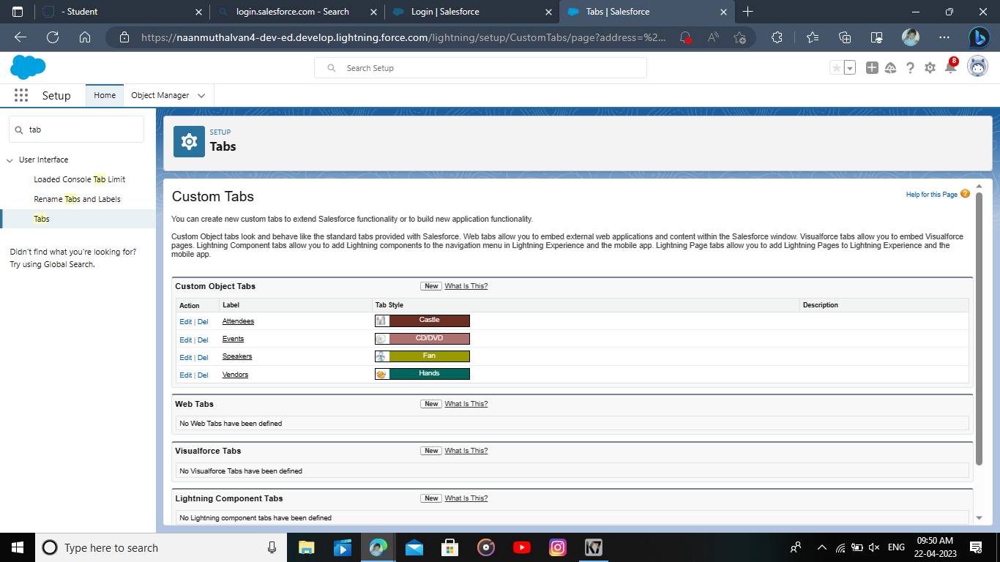 - Student
login.salesforce.com - Search
Login | Salesforce
Tabs | Salesforce
https://naanmuthalvan4-dev-ed.develop.lightning.force.com/lightning/setup/CustomTabs/page?address=%2...
Search Setup
8
Setup
Home
Object Manager
tab
User Interface
Loaded Console Tab Limit
Rename Tabs and Labels
Tabs
Didn't find what you're looking for?
Try using Global Search.
SETUP
Tabs
Custom Tabs
Help for this Page
You can create new custom tabs to extend Salesforce functionality or to build new application functionality.
Custom Object tabs look and behave like the standard tabs provided with Salesforce. Web tabs allow you to embed external web applications and content within the Salesforce window. Visualforce tabs allow you to embed Visualforce
pages. Lightning Component tabs allow you to add Lightning components to the navigation menu in Lightning Experience and the mobile app. Lightning Page tabs allow you to add Lightning Pages to Lightning Experience and the
mobile app.
Custom Object Tabs New What Is This?
Action Label Tab Style Description
Edit | Del Attendees Castle
Edit | Del Events CD/DVD
Edit | Del Speakers Fan
Edit | Del Vendors Hands
Web Tabs New What Is This?
No Web Tabs have been defined
Visualforce Tabs New What Is This?
No Visualforce Tabs have been defined
Lightning Component Tabs New What Is This?
No Lightning component tabs have been defined
Type here to search
ENG
09:50 AM
22-04-2023